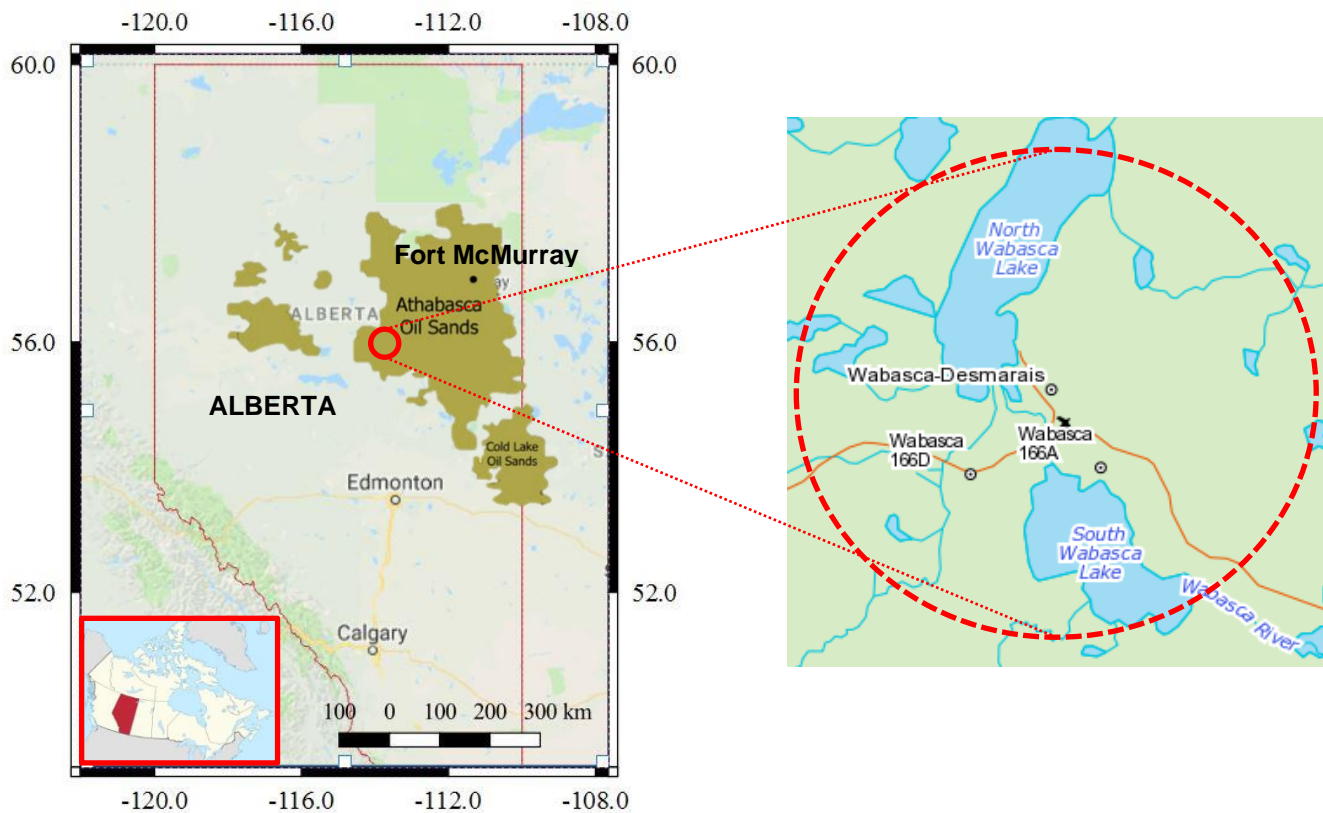 -120.0 -116.0 -112.0 -108.0
60.0 60.0
Fort McMurray
ay
ALBERTA
Athabasca
Oil Sands
56.0 56.0
ALBERTA
Cold Lake
Oil Sands
S
Edmonton
52.0 52.0
Calgary
100 0 100 200 300 km
-120.0 -116.0 -112.0 -108.0
North
Wabasca
Lake
Wabasca-Desmarais
Wabasca
166D
Wabasca
166A
South
Wabasca
Lake
Wabasca River